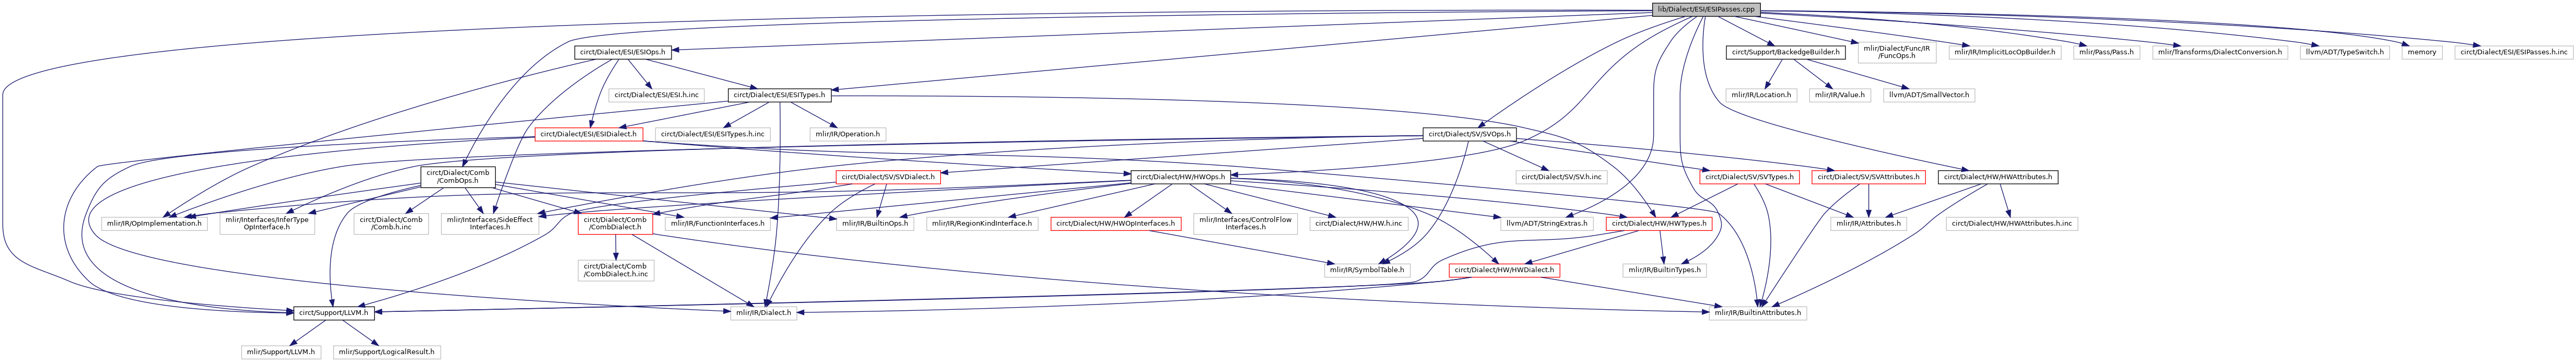 lib/Dialect/ESI/ESIPasses.cpp
circt/Dialect/ESI/ESIOps.h
circt/Support/BackedgeBuilder.h
mlir/Dialect/Func/IR
/FuncOps.h
mlir/IR/ImplicitLocOpBuilder.h
mlir/Pass/Pass.h
mlir/Transforms/DialectConversion.h
llvm/ADT/TypeSwitch.h
memory
circt/Dialect/ESI/ESIPasses.h.inc
circt/Dialect/ESI/ESI.h.inc
circt/Dialect/ESI/ESITypes.h
mlir/IR/Location.h
mlir/IR/Value.h
llvm/ADT/SmallVector.h
circt/Dialect/ESI/ESIDialect.h
circt/Dialect/ESI/ESITypes.h.inc
mlir/IR/Operation.h
circt/Dialect/SV/SVOps.h
circt/Dialect/Comb
/CombOps.h
circt/Dialect/SV/SVDialect.h
circt/Dialect/HW/HWOps.h
circt/Dialect/SV/SV.h.inc
circt/Dialect/SV/SVTypes.h
circt/Dialect/SV/SVAttributes.h
circt/Dialect/HW/HWAttributes.h
mlir/IR/OpImplementation.h
mlir/Interfaces/InferType
OpInterface.h
circt/Dialect/Comb
/Comb.h.inc
mlir/Interfaces/SideEffect
Interfaces.h
circt/Dialect/Comb
/CombDialect.h
mlir/IR/FunctionInterfaces.h
mlir/IR/BuiltinOps.h
mlir/IR/RegionKindInterface.h
circt/Dialect/HW/HWOpInterfaces.h
mlir/Interfaces/ControlFlow
Interfaces.h
circt/Dialect/HW/HW.h.inc
llvm/ADT/StringExtras.h
circt/Dialect/HW/HWTypes.h
mlir/IR/Attributes.h
circt/Dialect/HW/HWAttributes.h.inc
circt/Dialect/Comb
/CombDialect.h.inc
mlir/IR/SymbolTable.h
circt/Dialect/HW/HWDialect.h
mlir/IR/BuiltinTypes.h
circt/Support/LLVM.h
mlir/IR/Dialect.h
mlir/IR/BuiltinAttributes.h
mlir/Support/LLVM.h
mlir/Support/LogicalResult.h